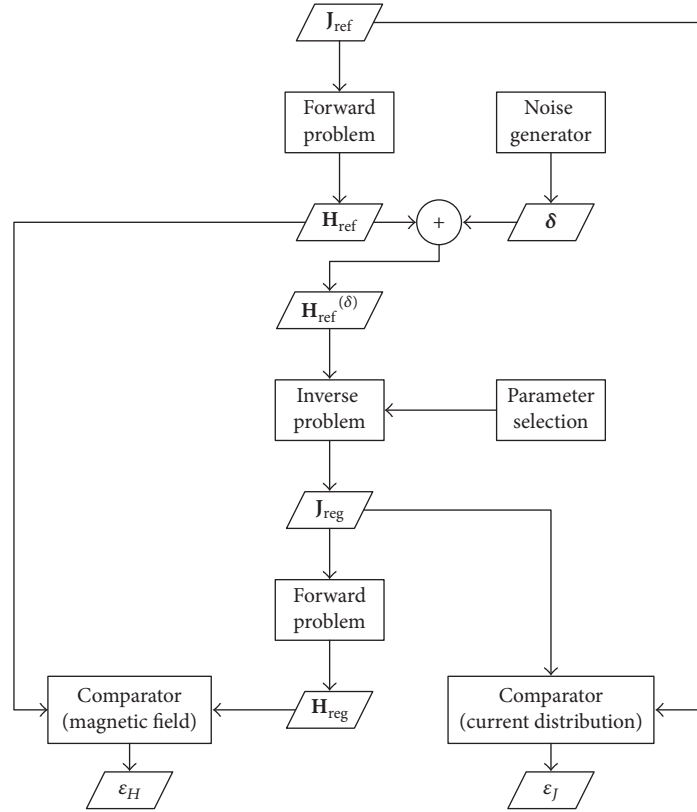 J_ref
Forward
problem
Noise
generator
H_ref
+
δ
H_ref^(δ)
Inverse
problem
Parameter
selection
J_reg
Forward
problem
Comparator
(magnetic field)
H_reg
Comparator
(current distribution)
ε_H
ε_J